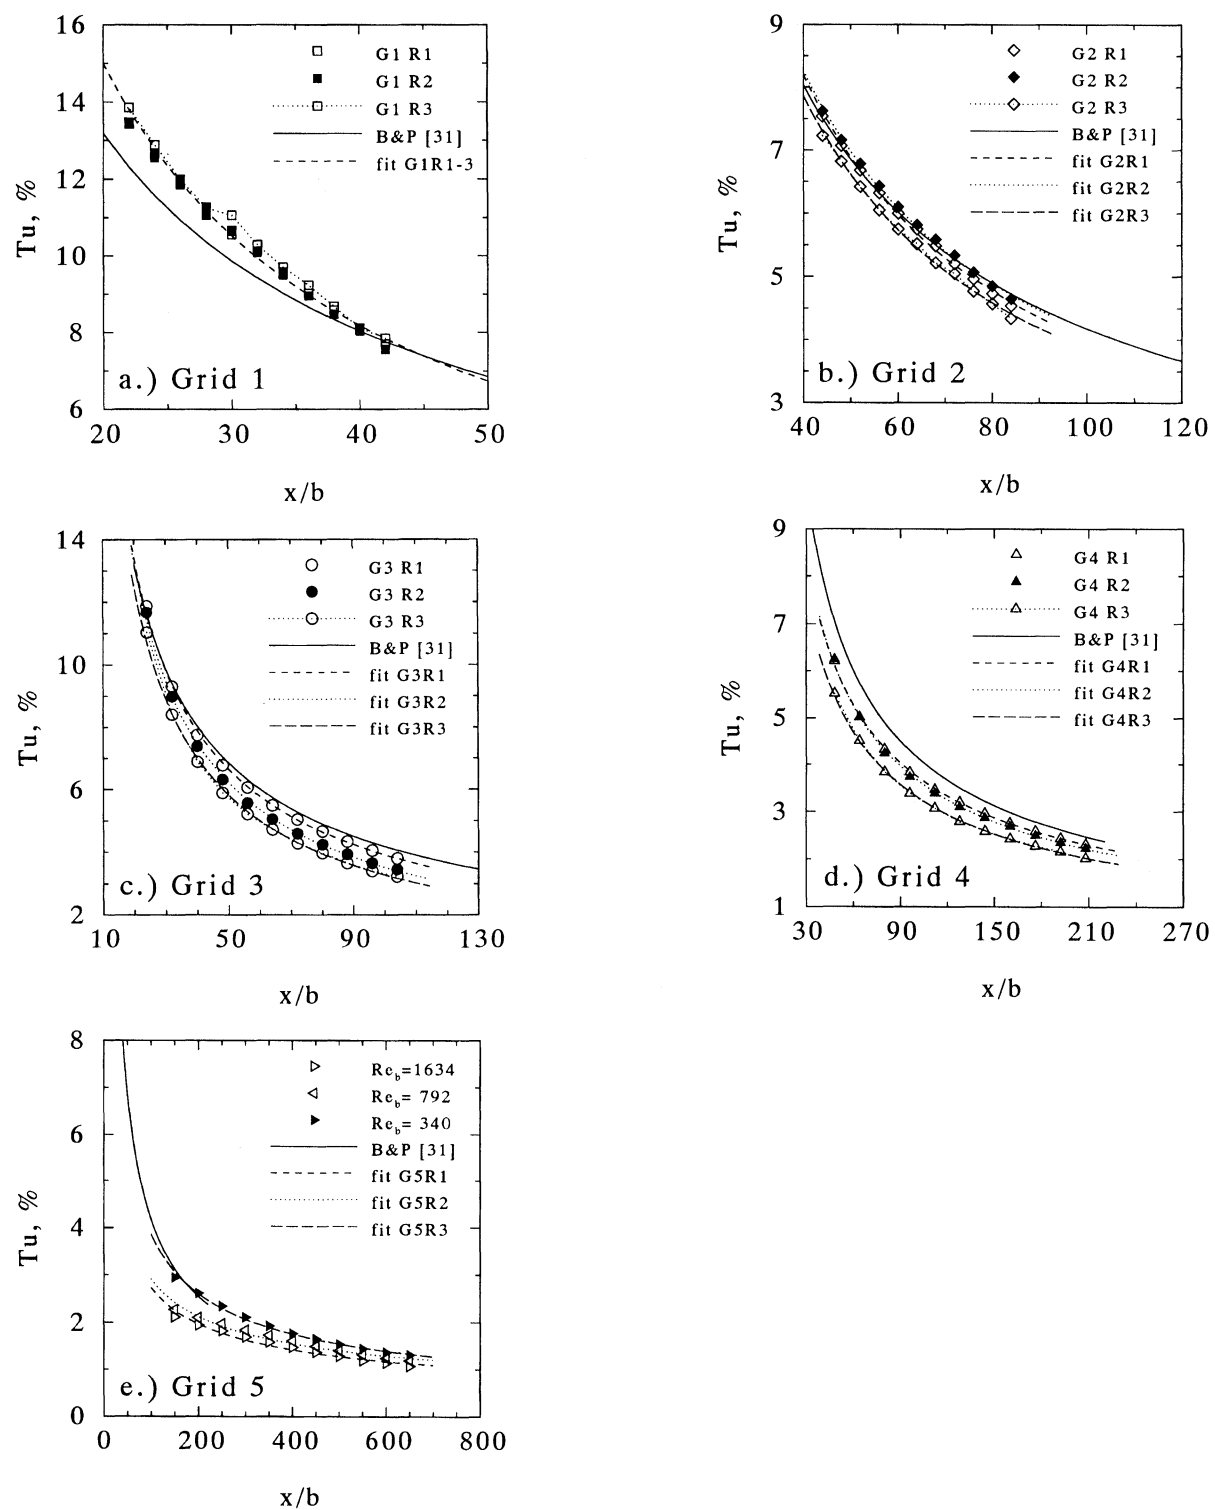 16
14
12
10
8
6
20 30 40 50
Tu, %
x/b
G1 R1
G1 R2
G1 R3
B&P [31]
fit G1R1-3
a.) Grid 1
9
7
5
3
40 60 80 100 120
Tu, %
x/b
G2 R1
G2 R2
G2 R3
B&P [31]
fit G2R1
fit G2R2
fit G2R3
b.) Grid 2
14
10
6
2
10 50 90 130
Tu, %
x/b
G3 R1
G3 R2
G3 R3
B&P [31]
fit G3R1
fit G3R2
fit G3R3
c.) Grid 3
9
7
5
3
1
30 90 150 210 270
Tu, %
x/b
G4 R1
G4 R2
G4 R3
B&P [31]
fit G4R1
fit G4R2
fit G4R3
d.) Grid 4
8
6
4
2
0
0 200 400 600 800
Tu, %
x/b
Re_b=1634
Re_b= 792
Re_b= 340
B&P [31]
fit G5R1
fit G5R2
fit G5R3
e.) Grid 5